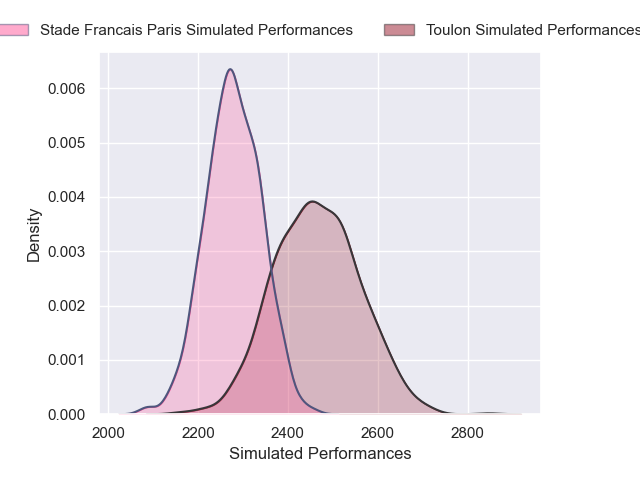 Stade Francais Paris Simulated Performances
Toulon Simulated Performances
0.006
0.005
0.004
0.003
0.002
0.001
0.000
Density
2000 2200 2400 2600 2800
Simulated Performances